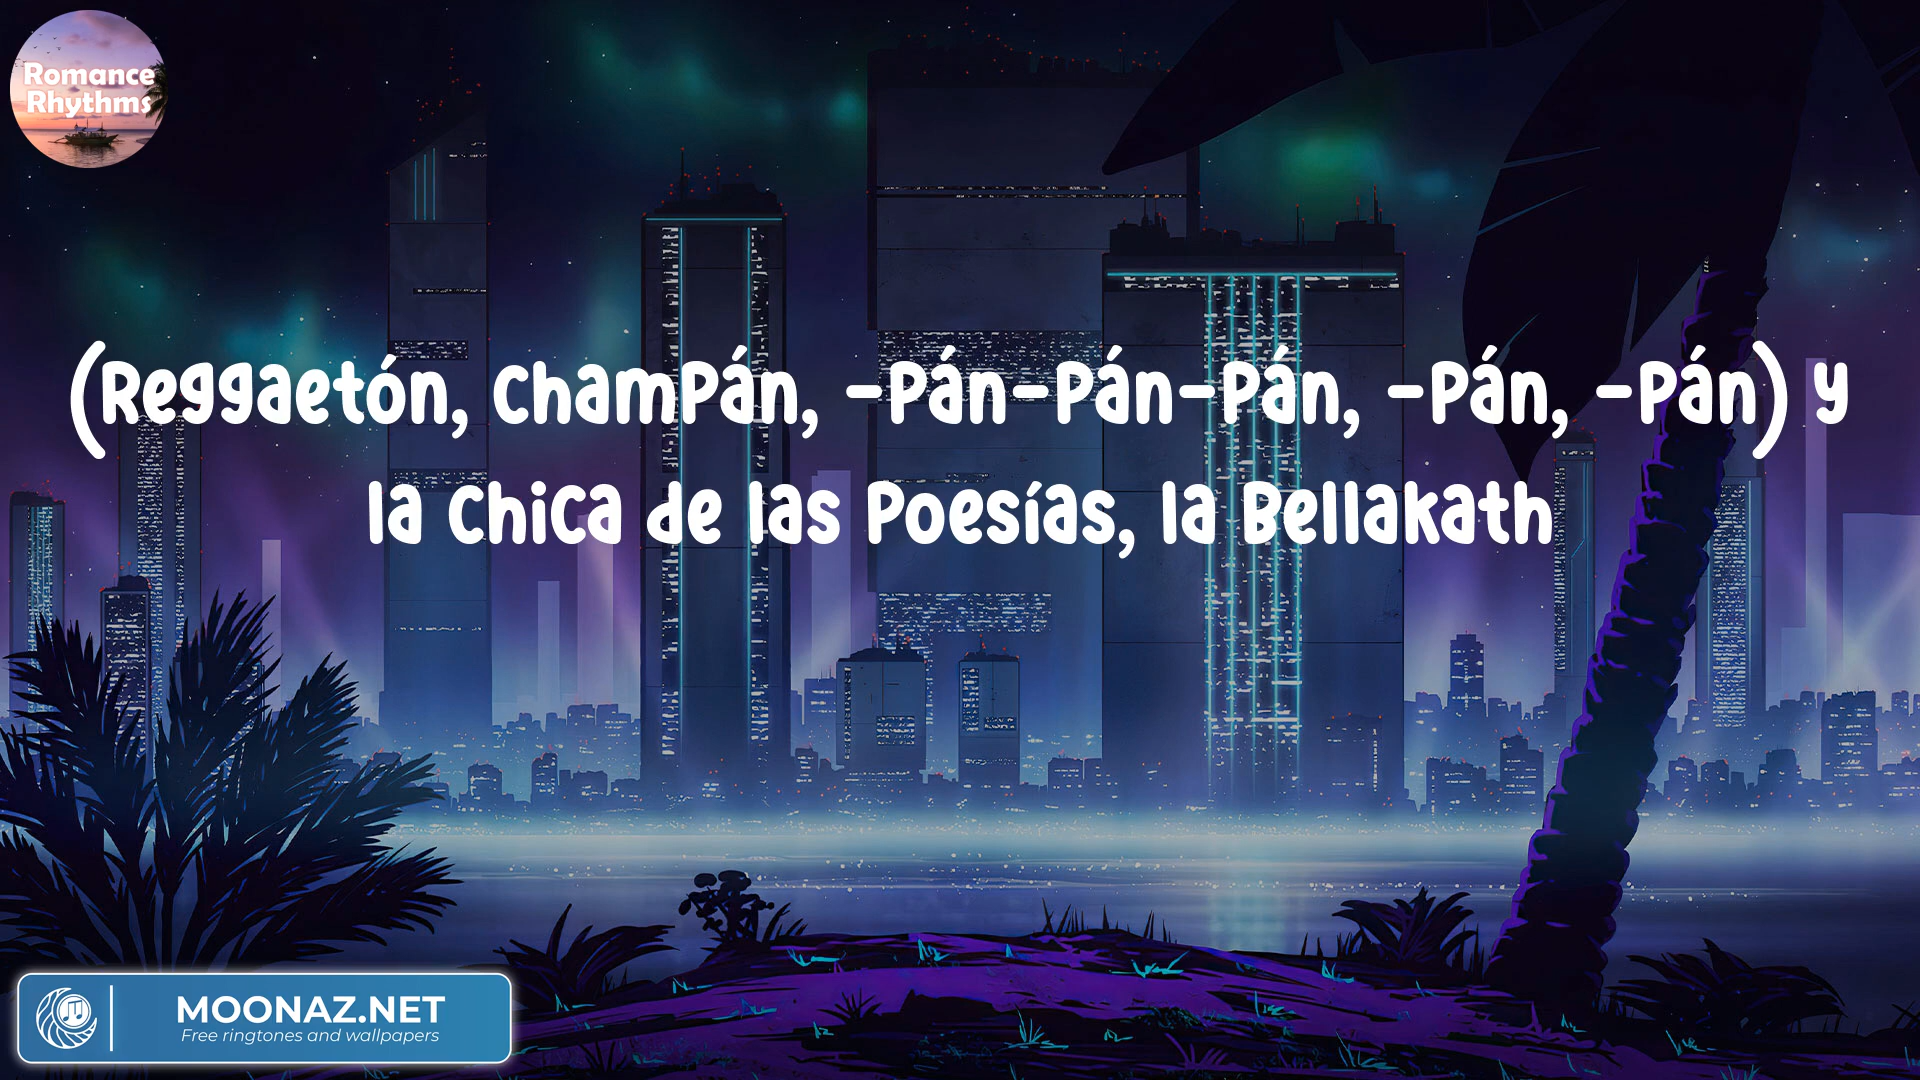 Romance
Rhythms
(Reggaetón, ChamPán, -Pán-Pán-Pán, -Pán, -Pán) y
la Chica de las Poesías, la Bellakath
MOONAZ.NET
Free ringtones and wallpapers